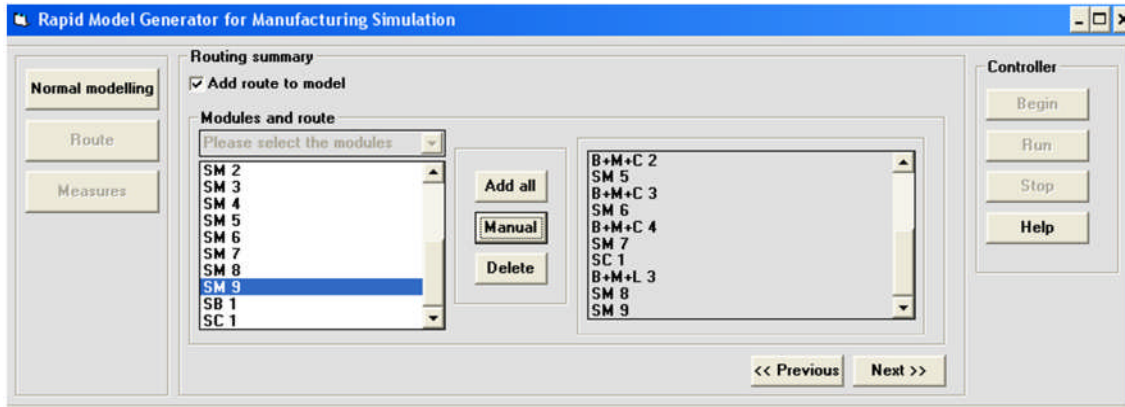 Rapid Model Generator for Manufacturing Simulation
Normal modelling
Route
Measures
Routing summary
Add route to model
Modules and route
Please select the modules
SM 2
SM 3
SM 4
SM 5
SM 6
SM 7
SM 8
SM 9
SB 1
SC 1
Add all
Manual
Delete
B+M+C 2
SM 5
B+M+C 3
SM 6
B+M+C 4
SM 7
SC 1
B+M+L 3
SM 8
SM 9
<< Previous
Next >>
Controller
Begin
Run
Stop
Help